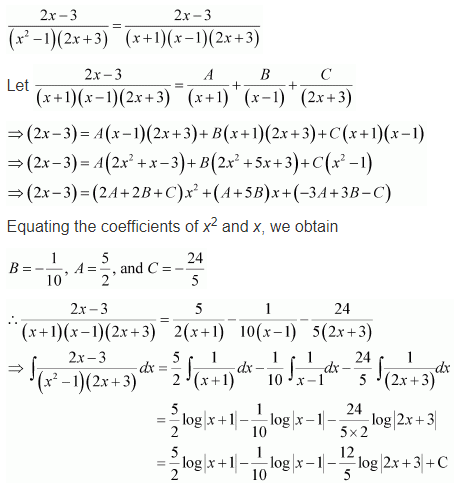 \frac{2x-3}{(x^2-1)(2x+3)} = \frac{2x-3}{(x+1)(x-1)(2x+3)}
Let \frac{2x-3}{(x+1)(x-1)(2x+3)} = \frac{A}{(x+1)} + \frac{B}{(x-1)} + \frac{C}{(2x+3)}
⇒ (2x-3) = A(x-1)(2x+3) + B(x+1)(2x+3) + C(x+1)(x-1)
⇒ (2x-3) = A(2x^2+x-3) + B(2x^2+5x+3) + C(x^2-1)
⇒ (2x-3) = (2A+2B+C)x^2 + (A+5B)x + (-3A+3B-C)
Equating the coefficients of x^2 and x, we obtain
B = -\frac{1}{10}, A = \frac{5}{2}, and C = -\frac{24}{5}
∴ \frac{2x-3}{(x+1)(x-1)(2x+3)} = \frac{5}{2(x+1)} - \frac{1}{10(x-1)} - \frac{24}{5(2x+3)}
⇒ \int \frac{2x-3}{(x^2-1)(2x+3)} dx = \frac{5}{2} \int \frac{1}{(x+1)} dx - \frac{1}{10} \int \frac{1}{x-1} dx - \frac{24}{5} \int \frac{1}{(2x+3)} dx
= \frac{5}{2} log|x+1| - \frac{1}{10} log|x-1| - \frac{24}{5×2} log|2x+3|
= \frac{5}{2} log|x+1| - \frac{1}{10} log|x-1| - \frac{12}{5} log|2x+3| + C